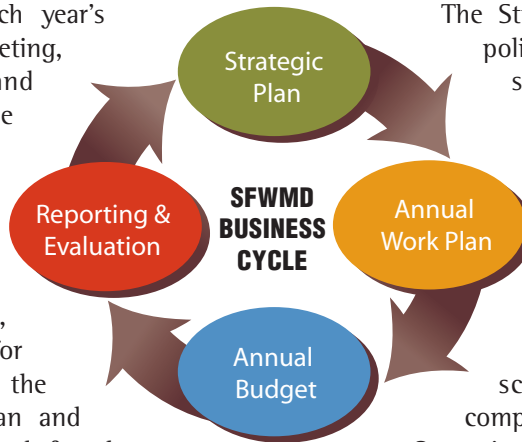 ch year's
eting,
and
e
,
for
the
an and
The St
poli
s
Strategic
Plan
Annual
Work Plan
Annual
Budget
Reporting &
Evaluation
SFWMD
BUSINESS
CYCLE
sc
comp